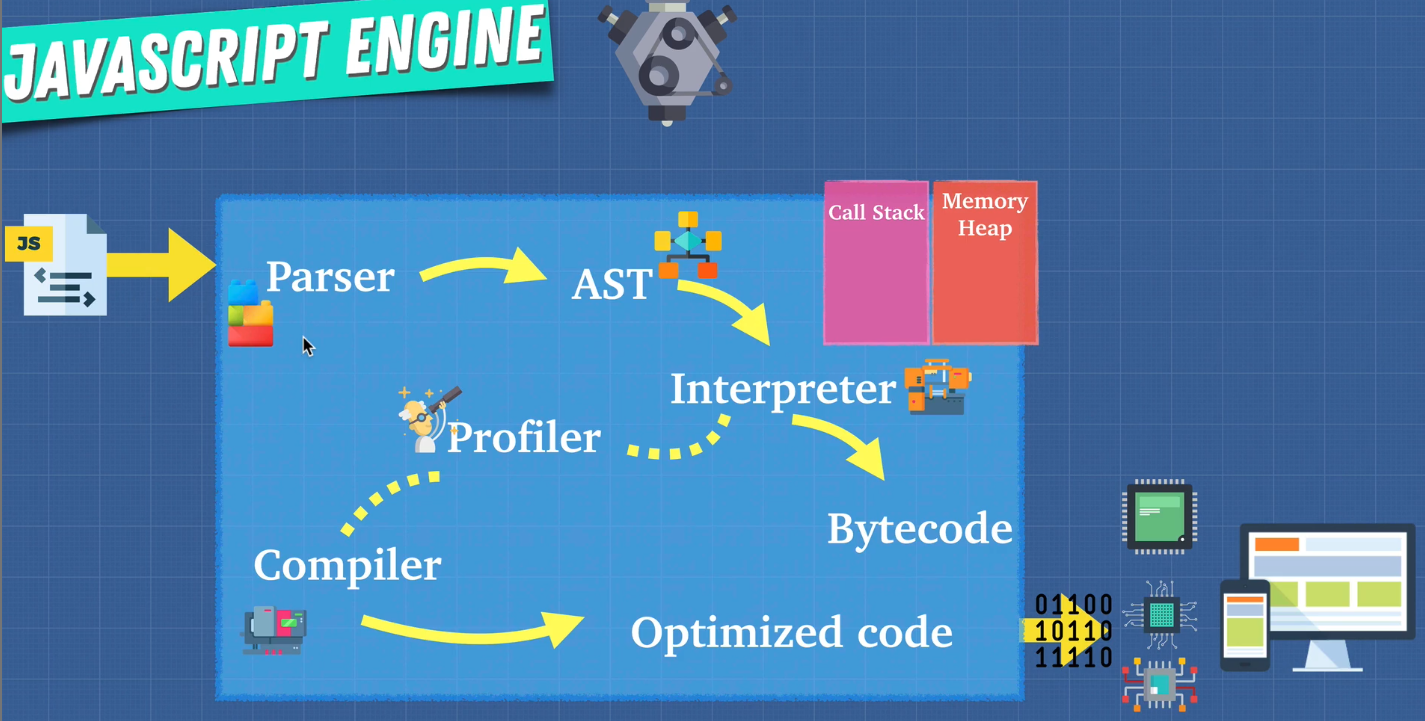 JAVASCRIPT ENGINE
Call Stack
Memory
Heap
JS
Parser
AST
Interpreter
Profiler
Bytecode
Compiler
Optimized code
01100
10110
11110